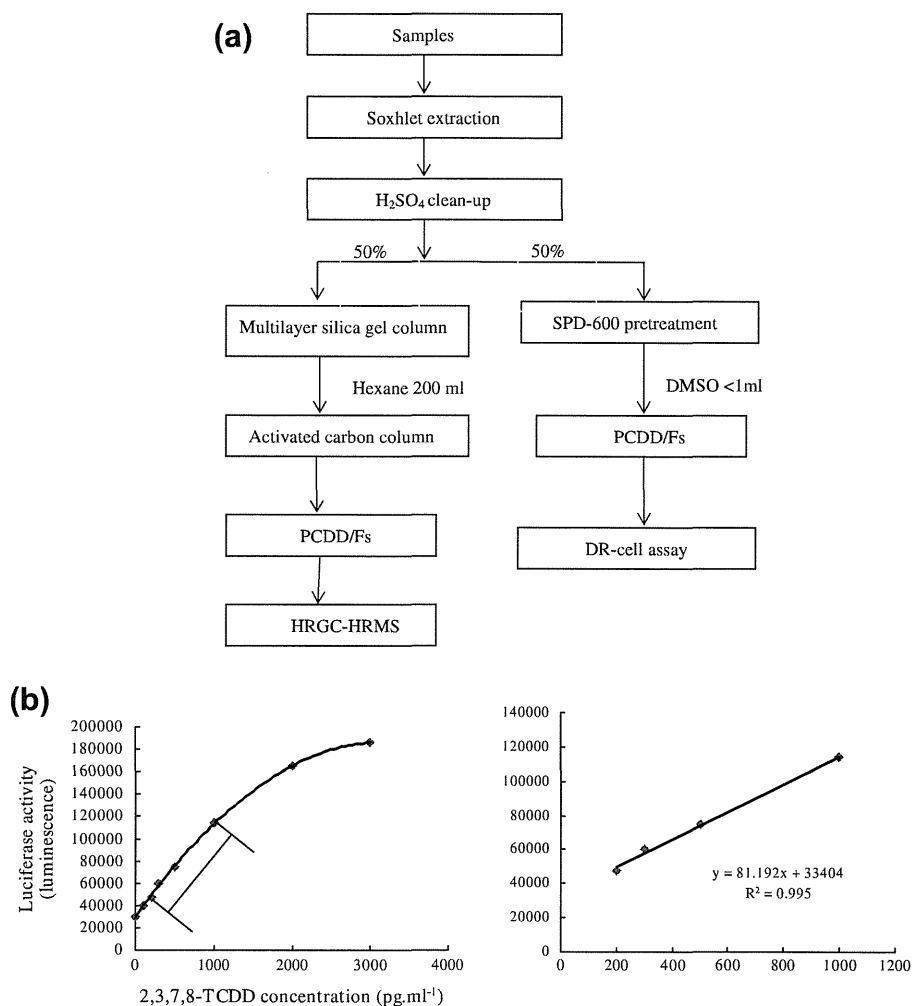 (a)
Samples
Soxhlet extraction
H₂SO₄ clean-up
50% 50%
Multilayer silica gel column
SPD-600 pretreatment
Hexane 200 ml
DMSO <1ml
Activated carbon column
PCDD/Fs
PCDD/Fs
DR-cell assay
HRGC-HRMS
(b)
Luciferase activity
(luminescence)
200000
180000
160000
140000
120000
100000
80000
60000
40000
20000
0
0 1000 2000 3000 4000
2,3,7,8-TCDD concentration (pg.ml⁻¹)
140000
120000
100000
80000
60000
40000
20000
0
y = 81.192x + 33404
R² = 0.995
0 200 400 600 800 1000 1200